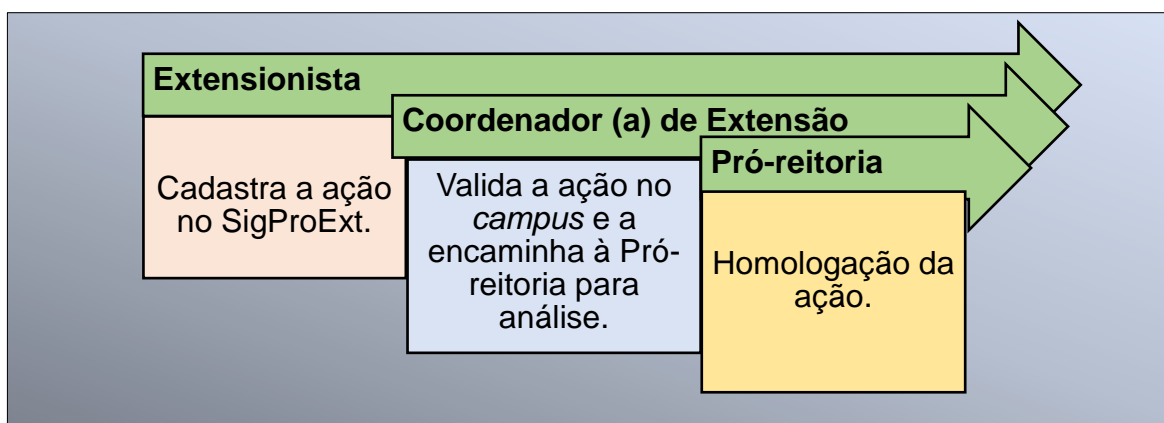 Extensionista
Cadastra a ação
no SigProExt.
Coordenador (a) de Extensão
Valida a ação no
campus e a
encaminha à Pró-
reitoria para
análise.
Pró-reitoria
Homologação da
ação.